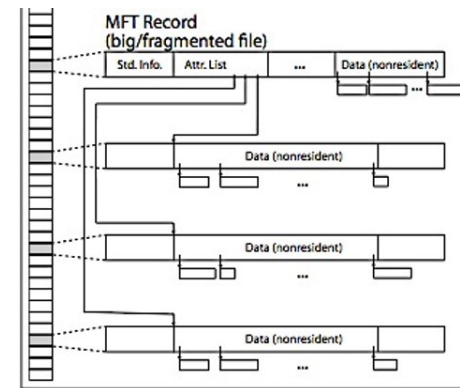 MFT Record
(big/fragmented file)
Std. Info. Attr. List ... Data (nonresident)
...
Data (nonresident)
...
Data (nonresident)
...
Data (nonresident)
...